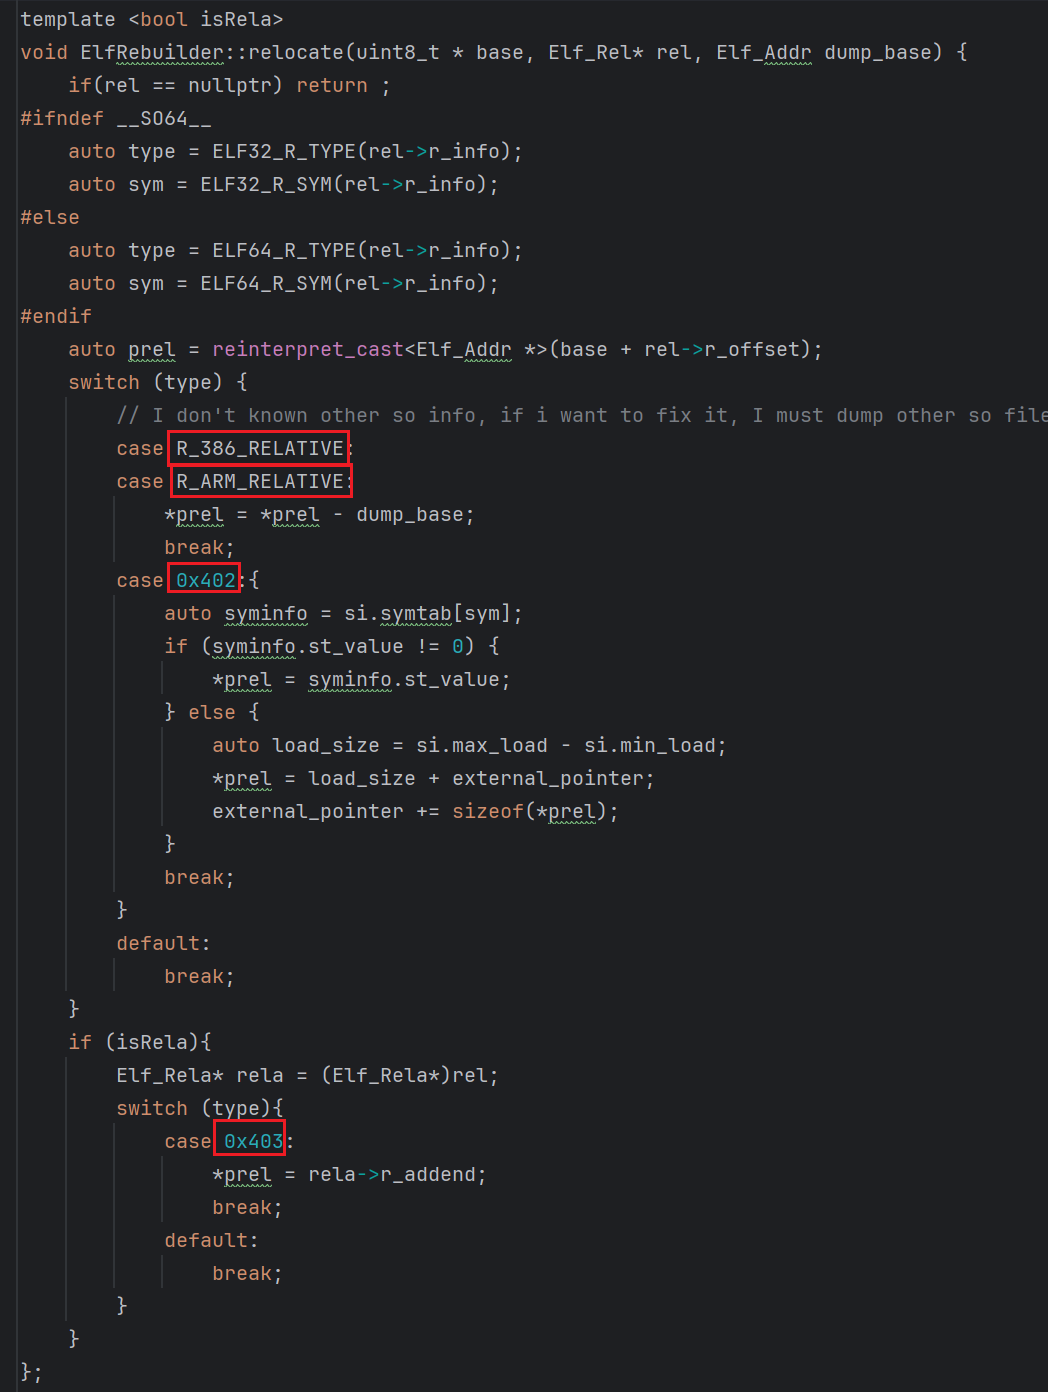 template <bool isRela>
void ElfRebuilder::relocate(uint8_t * base, Elf_Rel* rel, Elf_Addr dump_base) {
    if(rel == nullptr) return ;
#ifndef __SO64__
    auto type = ELF32_R_TYPE(rel->r_info);
    auto sym = ELF32_R_SYM(rel->r_info);
#else
    auto type = ELF64_R_TYPE(rel->r_info);
    auto sym = ELF64_R_SYM(rel->r_info);
#endif
    auto prel = reinterpret_cast<Elf_Addr *>(base + rel->r_offset);
    switch (type) {
        // I don't known other so info, if i want to fix it, I must dump other so file
        case R_386_RELATIVE:
        case R_ARM_RELATIVE:
            *prel = *prel - dump_base;
            break;
        case 0x402:{
            auto syminfo = si.symtab[sym];
            if (syminfo.st_value != 0) {
                *prel = syminfo.st_value;
            } else {
                auto load_size = si.max_load - si.min_load;
                *prel = load_size + external_pointer;
                external_pointer += sizeof(*prel);
            }
            break;
        }
        default:
            break;
    }
    if (isRela){
        Elf_Rela* rela = (Elf_Rela*)rel;
        switch (type){
            case 0x403:
                *prel = rela->r_addend;
                break;
            default:
                break;
        }
    }
};